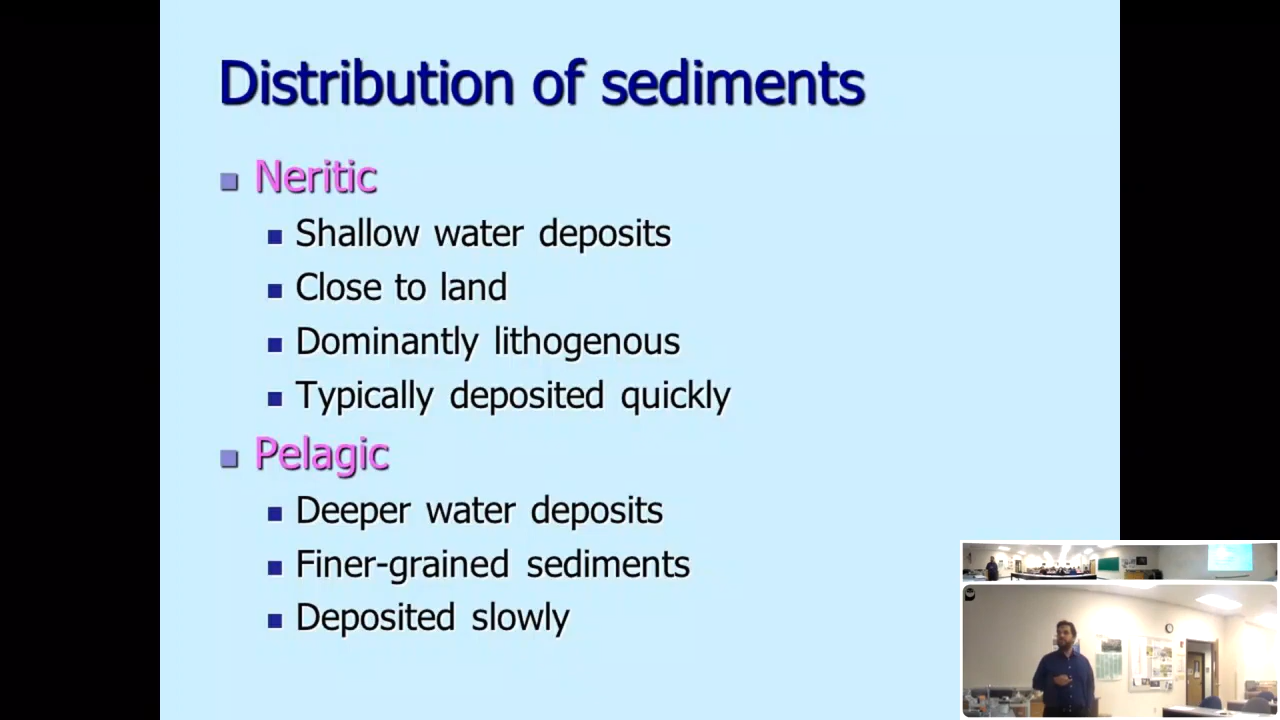 Distribution of sediments
Neritic
Shallow water deposits
Close to land
Dominantly lithogenous
Typically deposited quickly
Pelagic
Deeper water deposits
Finer-grained sediments
Deposited slowly